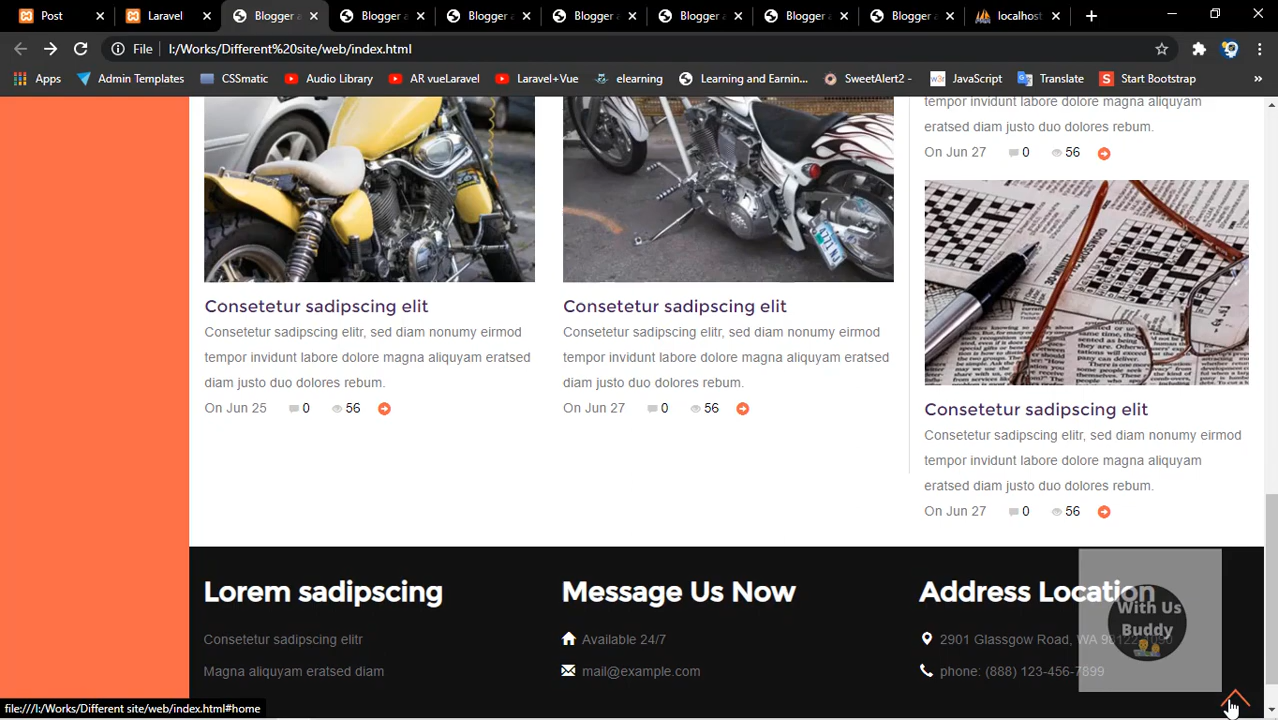 Post
Laravel
Blogger
Blogger
Blogger
Blogger
Blogger
Blogger
Blogger
localhost
File
I:/Works/Different%20site/web/index.html
Apps
Admin Templates
CSSmatic
Audio Library
AR vueLaravel
Laravel+Vue
elearning
Learning and Earnin...
SweetAlert2 -
JavaScript
Translate
Start Bootstrap
tempor invidunt labore dolore magna aliquyam
eratsed diam justo duo dolores rebum.
On Jun 27 0 56
Consetetur sadipscing elit
Consetetur sadipscing elitr, sed diam nonumy eirmod
tempor invidunt labore dolore magna aliquyam eratsed
diam justo duo dolores rebum.
On Jun 25 0 56
Consetetur sadipscing elit
Consetetur sadipscing elitr, sed diam nonumy eirmod
tempor invidunt labore dolore magna aliquyam eratsed
diam justo duo dolores rebum.
On Jun 27 0 56
Consetetur sadipscing elit
Consetetur sadipscing elitr, sed diam nonumy eirmod
tempor invidunt labore dolore magna aliquyam
eratsed diam justo duo dolores rebum.
On Jun 27 0 56
Lorem sadipscing
Consetetur sadipscing elitr
Magna aliquyam eratsed diam
Message Us Now
Available 24/7
mail@example.com
Address Location
2901 Glassgow Road, WA
phone: (888) 123-456-7899
With Us
Buddy
file:///I:/Works/Different site/web/index.html#home